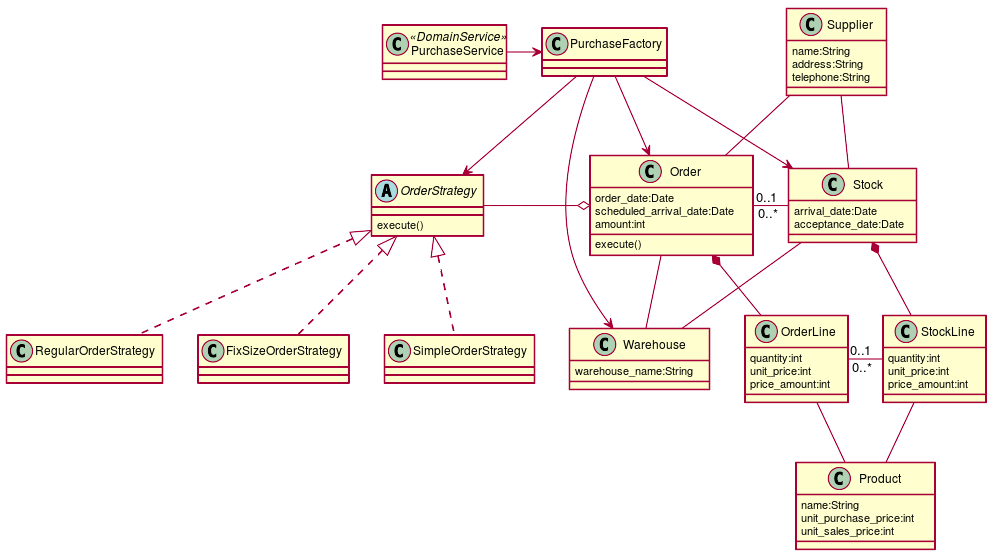 C
«DomainService»
PurchaseService
C
PurchaseFactory
C
Supplier
name:String
address:String
telephone:String
A
OrderStrategy
execute()
C
Order
order_date:Date
scheduled_arrival_date:Date
amount:int
execute()
0..1
0..*
C
Stock
arrival_date:Date
acceptance_date:Date
C
RegularOrderStrategy
C
FixSizeOrderStrategy
C
SimpleOrderStrategy
C
Warehouse
warehouse_name:String
C
OrderLine
quantity:int
unit_price:int
price_amount:int
0..1
0..*
C
StockLine
quantity:int
unit_price:int
price_amount:int
C
Product
name:String
unit_purchase_price:int
unit_sales_price:int